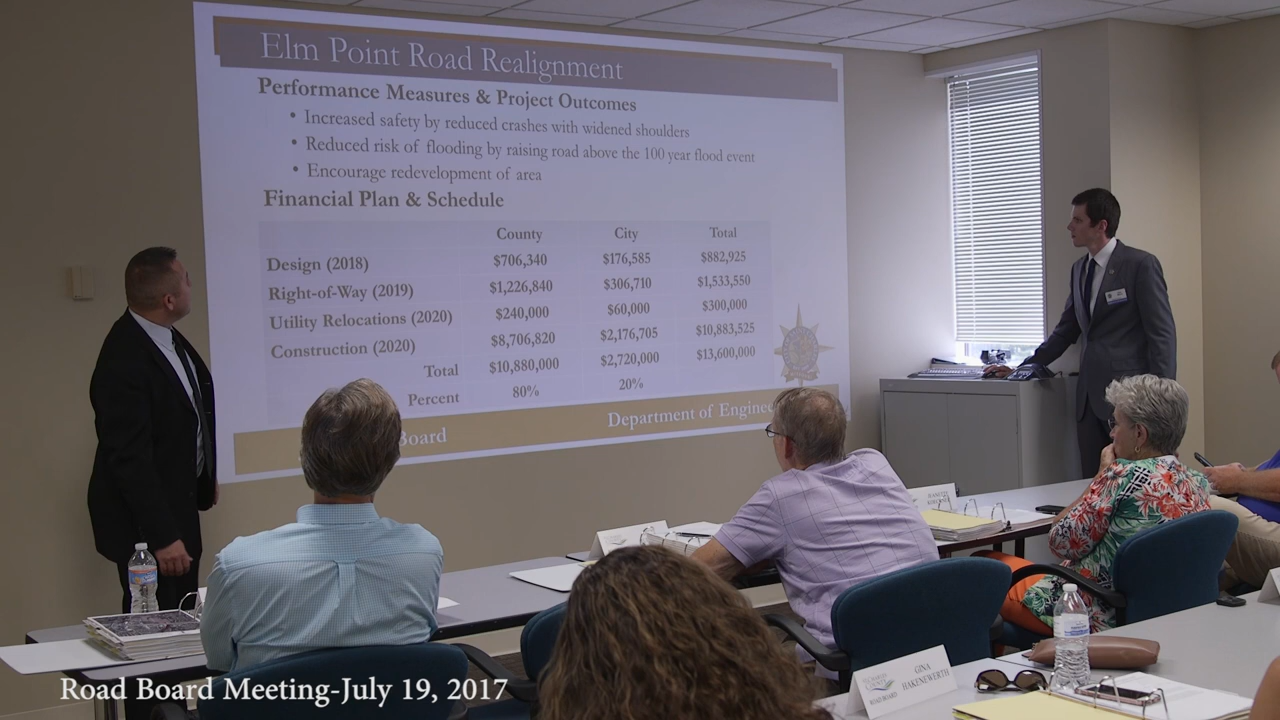 Elm Point Road Realignment
Performance Measures & Project Outcomes
• Increased safety by reduced crashes with widened shoulders
• Reduced risk of flooding by raising road above the 100 year flood event
• Encourage redevelopment of area
Financial Plan & Schedule
County City Total
Design (2018) $706,340 $176,585 $882,925
Right-of-Way (2019) $1,226,840 $306,710 $1,533,550
Utility Relocations (2020) $240,000 $60,000 $300,000
Construction (2020) $8,706,820 $2,176,705 $10,883,525
Total $10,880,000 $2,720,000 $13,600,000
Percent 80% 20%
Board
Department of Enginee
GINA
HAKENEWERTH
ROAD BOARD
Road Board Meeting-July 19, 2017